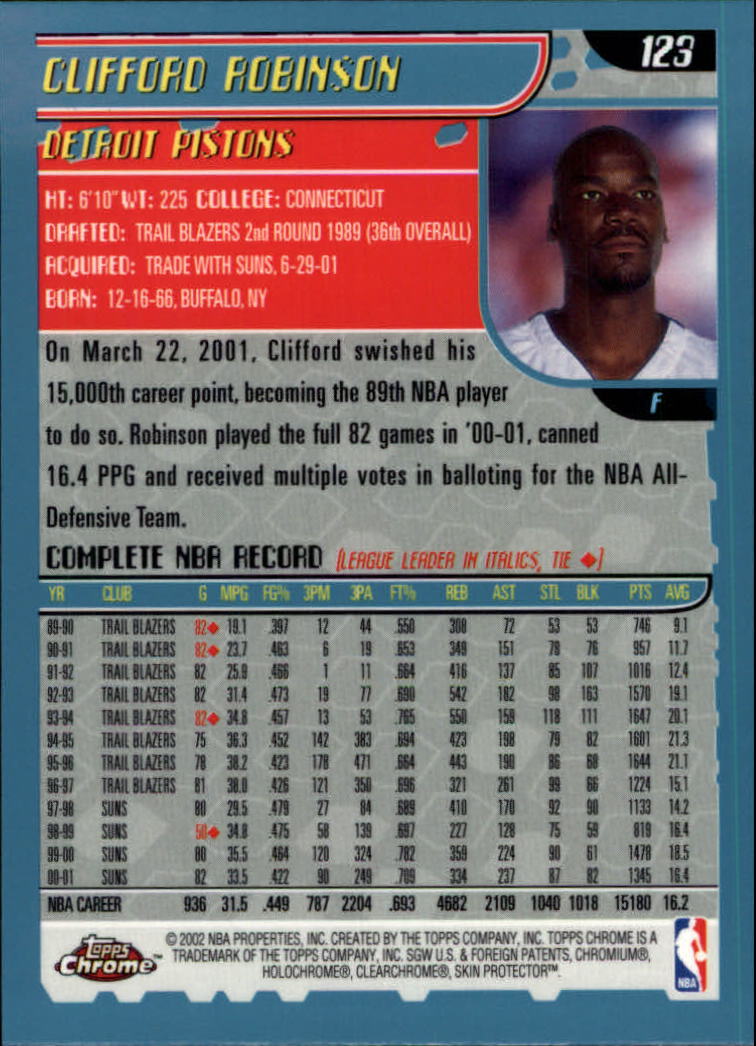 123
CLIFFORD ROBINSON
DETROIT PISTONS
HT: 6'10" WT: 225 COLLEGE: CONNECTICUT
DRAFTED: TRAIL BLAZERS 2nd ROUND 1989 (36th OVERALL)
ACQUIRED: TRADE WITH SUNS, 6-29-01
BORN: 12-16-66, BUFFALO, NY
F
On March 22, 2001, Clifford swished his
15,000th career point, becoming the 89th NBA player
to do so. Robinson played the full 82 games in '00-01, canned
16.4 PPG and received multiple votes in balloting for the NBA All-
Defensive Team.
COMPLETE NBA RECORD (LEAGUE LEADER IN ITALICS, TIE ◆)
YR CLUB G MPG FG% 3PM 3PA FT% REB AST STL BLK PTS AVG
89-90 TRAIL BLAZERS 82◆ 19.1 .397 12 44 .550 308 72 53 53 746 9.1
90-91 TRAIL BLAZERS 82◆ 23.7 .463 6 19 .653 349 151 78 76 957 11.7
91-92 TRAIL BLAZERS 82 25.9 .466 1 11 .664 416 137 85 107 1016 12.4
92-93 TRAIL BLAZERS 82 31.4 .473 19 77 .690 542 182 98 163 1570 19.1
93-94 TRAIL BLAZERS 82◆ 34.8 .457 13 53 .765 550 159 118 111 1647 20.1
94-95 TRAIL BLAZERS 75 36.3 .452 142 383 .694 423 198 79 82 1601 21.3
95-96 TRAIL BLAZERS 78 38.2 .423 178 471 .664 443 190 86 68 1644 21.1
96-97 TRAIL BLAZERS 81 38.0 .426 121 350 .696 321 261 99 66 1224 15.1
97-98 SUNS 80 29.5 .479 27 84 .689 410 170 92 90 1133 14.2
98-99 SUNS 50◆ 34.8 .475 58 139 .697 227 128 75 59 819 16.4
99-00 SUNS 80 35.5 .464 120 324 .782 359 224 90 61 1478 18.5
00-01 SUNS 82 33.5 .422 90 249 .709 334 237 87 82 1345 16.4
NBA CAREER 936 31.5 .449 787 2204 .693 4682 2109 1040 1018 15180 16.2
Topps Chrome™
© 2002 NBA PROPERTIES, INC. CREATED BY THE TOPPS COMPANY, INC. TOPPS CHROME IS A
TRADEMARK OF THE TOPPS COMPANY, INC. SGW U.S. & FOREIGN PATENTS, CHROMIUM®,
HOLOCHROME®, CLEARCHROME®, SKIN PROTECTOR™.
NBA